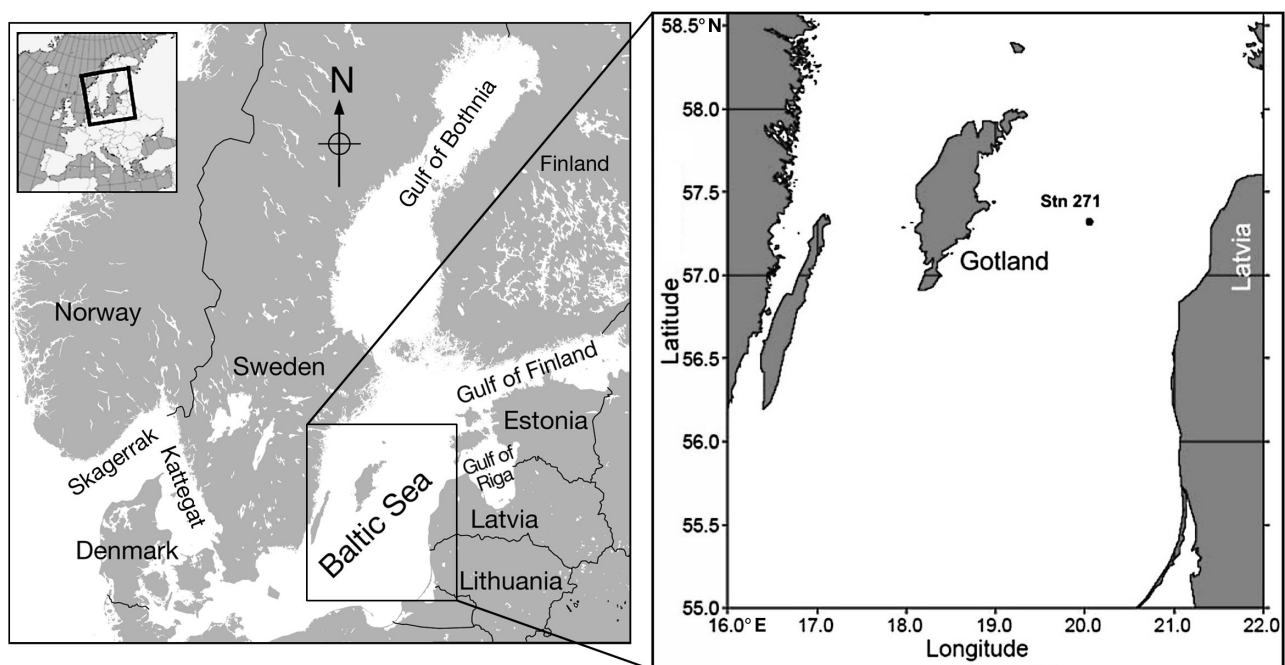 N
Gulf of Bothnia
Finland
Norway
Sweden
Gulf of Finland
Estonia
Skagerrak
Kattegat
Gulf of
Riga
Baltic Sea
Latvia
Denmark
Lithuania
58.5° N
58.0
57.5
57.0
56.5
56.0
55.5
55.0
Latitude
Stn 271
Gotland
Latvia
16.0° E
17.0
18.0
19.0
20.0
21.0
22.0
Longitude